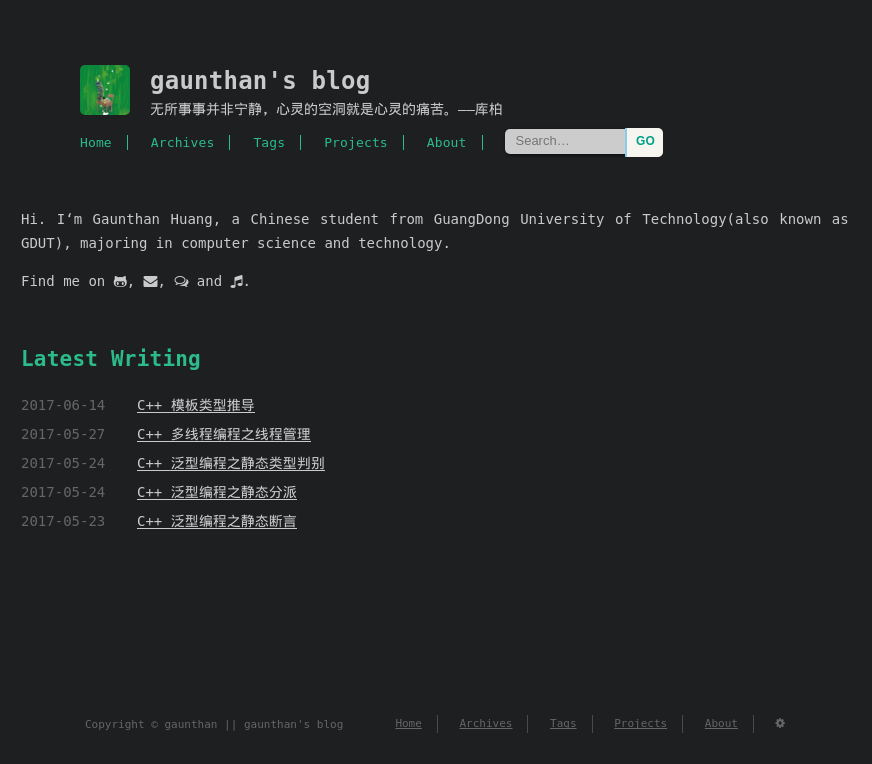 gaunthan's blog
无所事事并非宁静，心灵的空洞就是心灵的痛苦。——库柏
Home Archives Tags Projects About Search… GO
Hi. I‘m Gaunthan Huang, a Chinese student from GuangDong University of Technology(also known as
GDUT), majoring in computer science and technology.
Find me on , , and .
Latest Writing
2017-06-14 C++ 模板类型推导
2017-05-27 C++ 多线程编程之线程管理
2017-05-24 C++ 泛型编程之静态类型判别
2017-05-24 C++ 泛型编程之静态分派
2017-05-23 C++ 泛型编程之静态断言
Copyright © gaunthan || gaunthan's blog Home Archives Tags Projects About